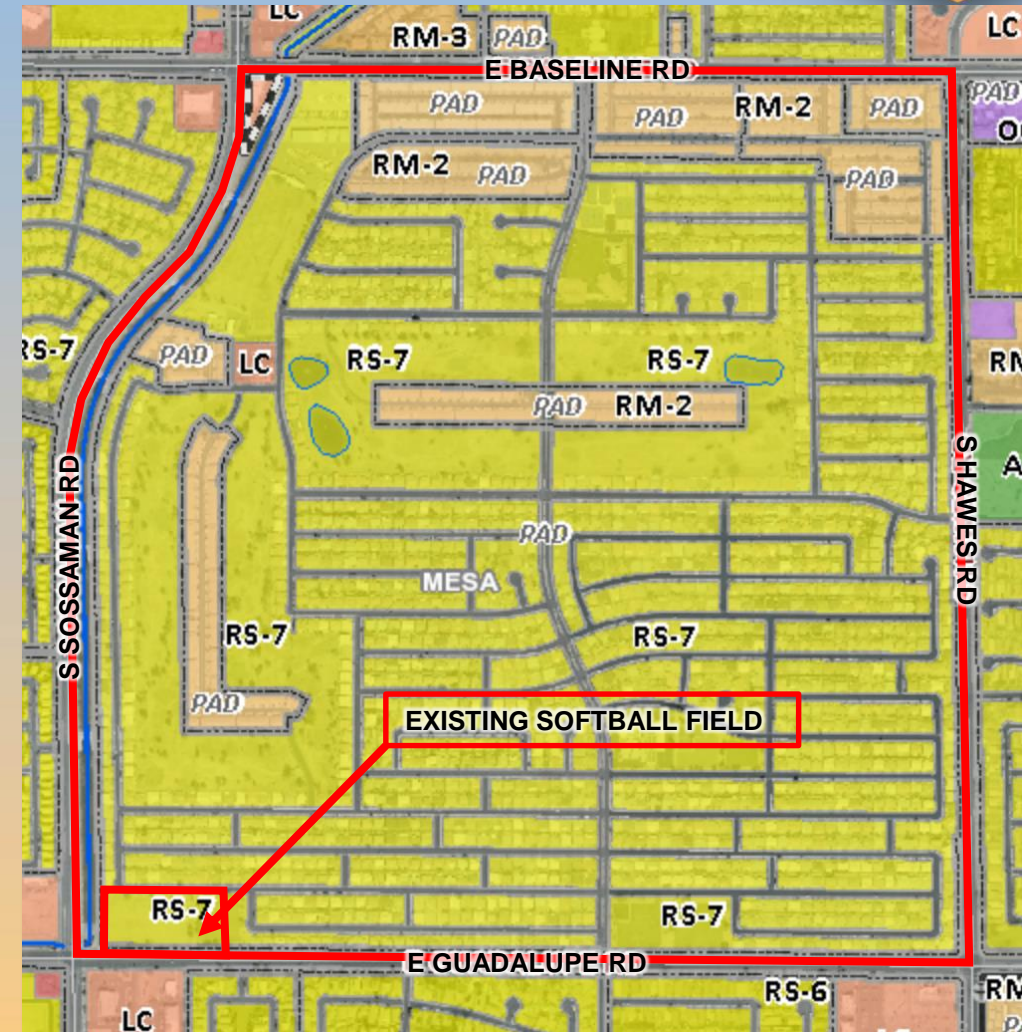 LC
RM-3
PAD
LC
E BASELINE RD
PAD
PAD
PAD
RM-2
PAD
RM-2
PAD
PAD
RS-7
PAD
LC
RS-7
RS-7
PAD
RM-2
S SOSSAMAN RD
S HAWES RD
PAD
MESA
RS-7
RS-7
PAD
EXISTING SOFTBALL FIELD
RS-7
RS-7
E GUADALUPE RD
RS-6
LC